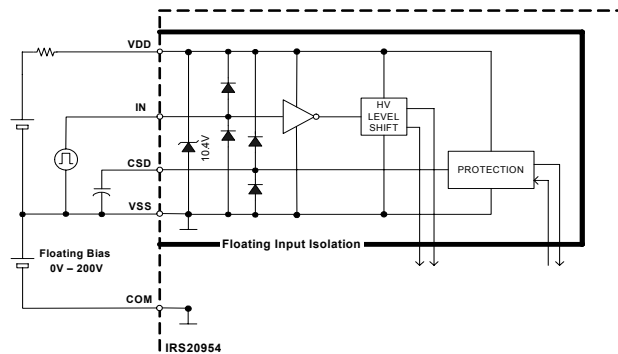 VDD
IN
CSD
VSS
COM
10.4V
HV
LEVEL
SHIFT
PROTECTION
Floating Input Isolation
Floating Bias
0V – 200V
IRS20954